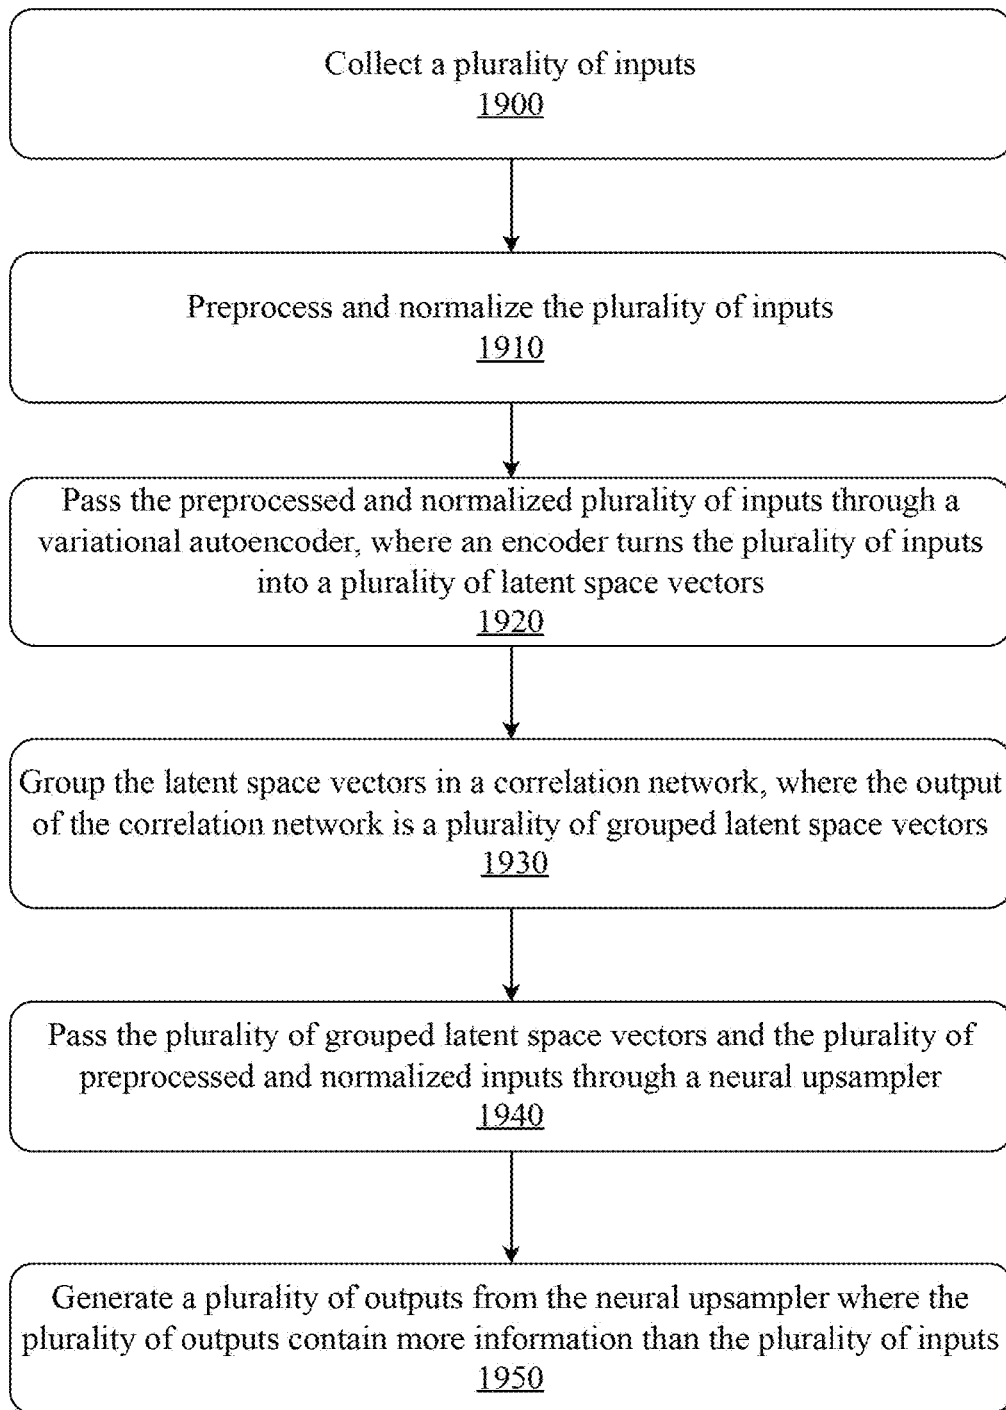 Collect a plurality of inputs
1900
Preprocess and normalize the plurality of inputs
1910
Pass the preprocessed and normalized plurality of inputs through a
variational autoencoder, where an encoder turns the plurality of inputs
into a plurality of latent space vectors
1920
Group the latent space vectors in a correlation network, where the output
of the correlation network is a plurality of grouped latent space vectors
1930
Pass the plurality of grouped latent space vectors and the plurality of
preprocessed and normalized inputs through a neural upsampler
1940
Generate a plurality of outputs from the neural upsampler where the
plurality of outputs contain more information than the plurality of inputs
1950